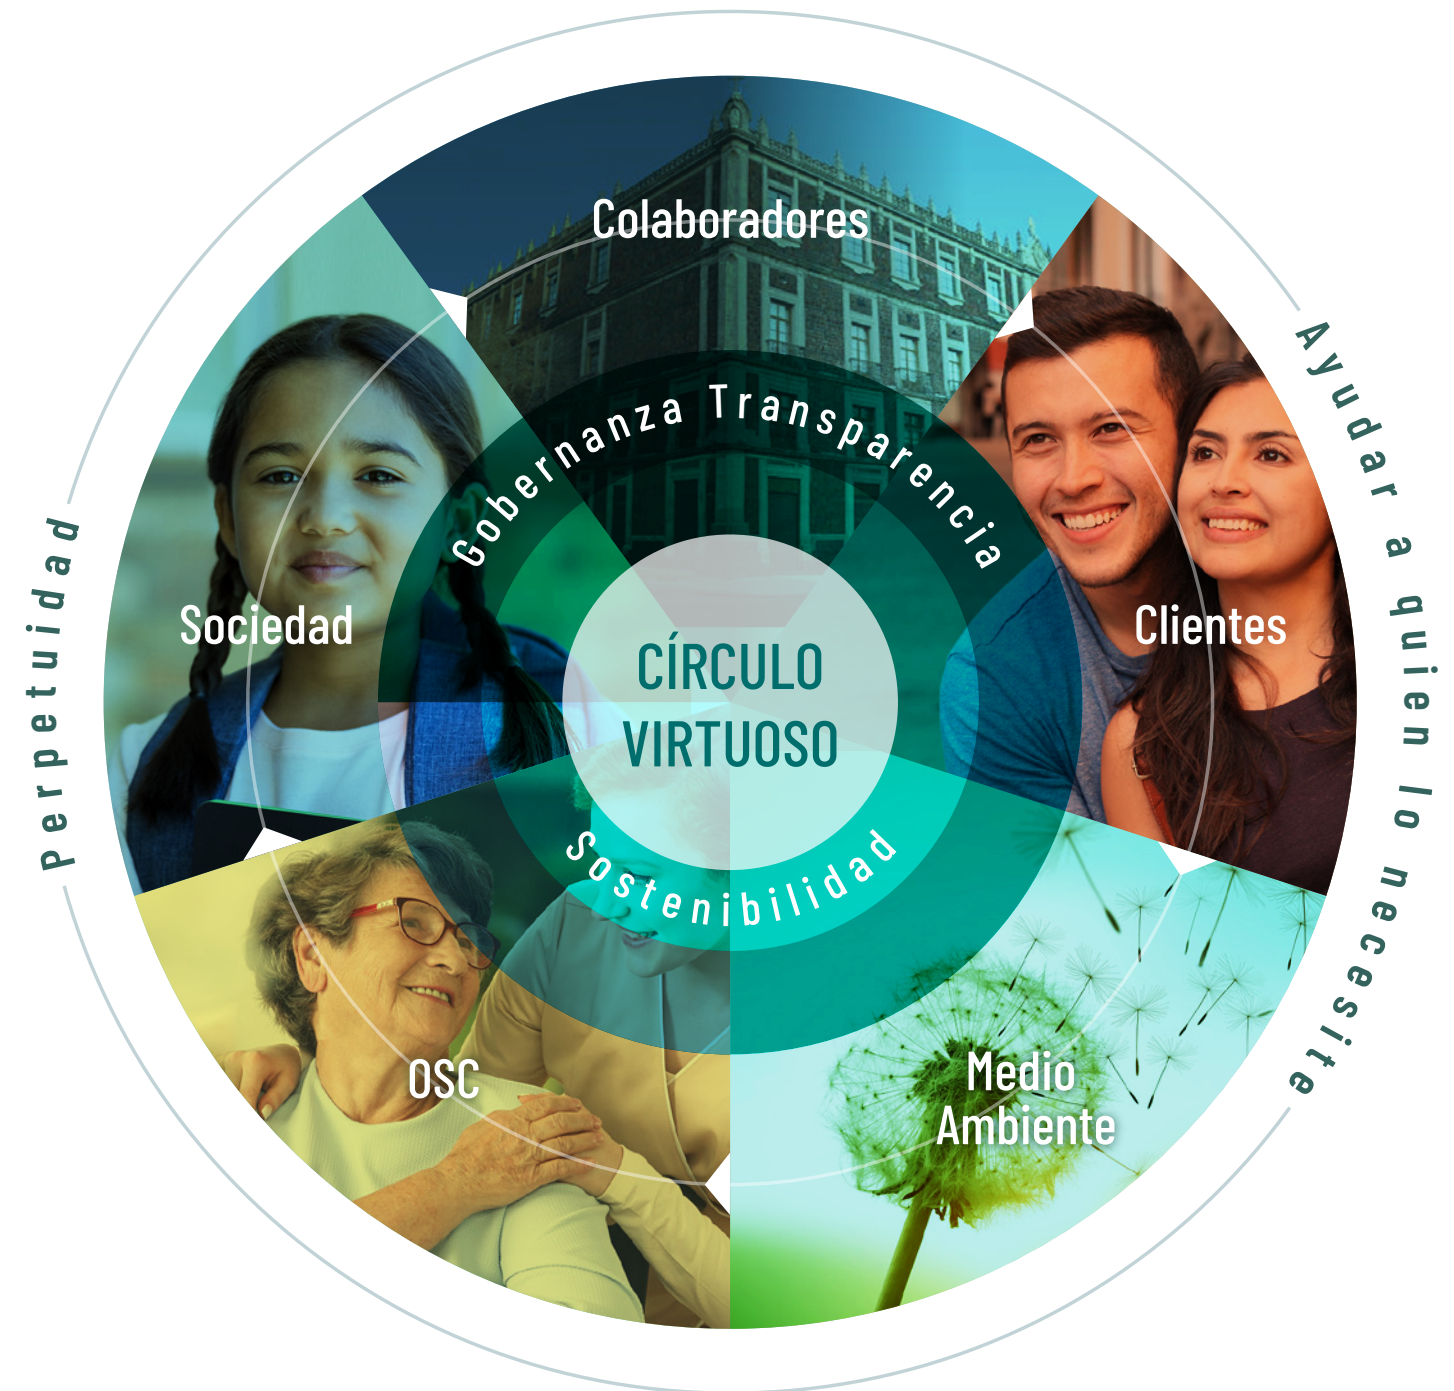 Colaboradores
Gobernanza Transparencia
Sociedad
Clientes
CÍRCULO
VIRTUOSO
Sostenibilidad
OSC
Medio
Ambiente
Perpetuidad
Ayudar a quien lo necesite